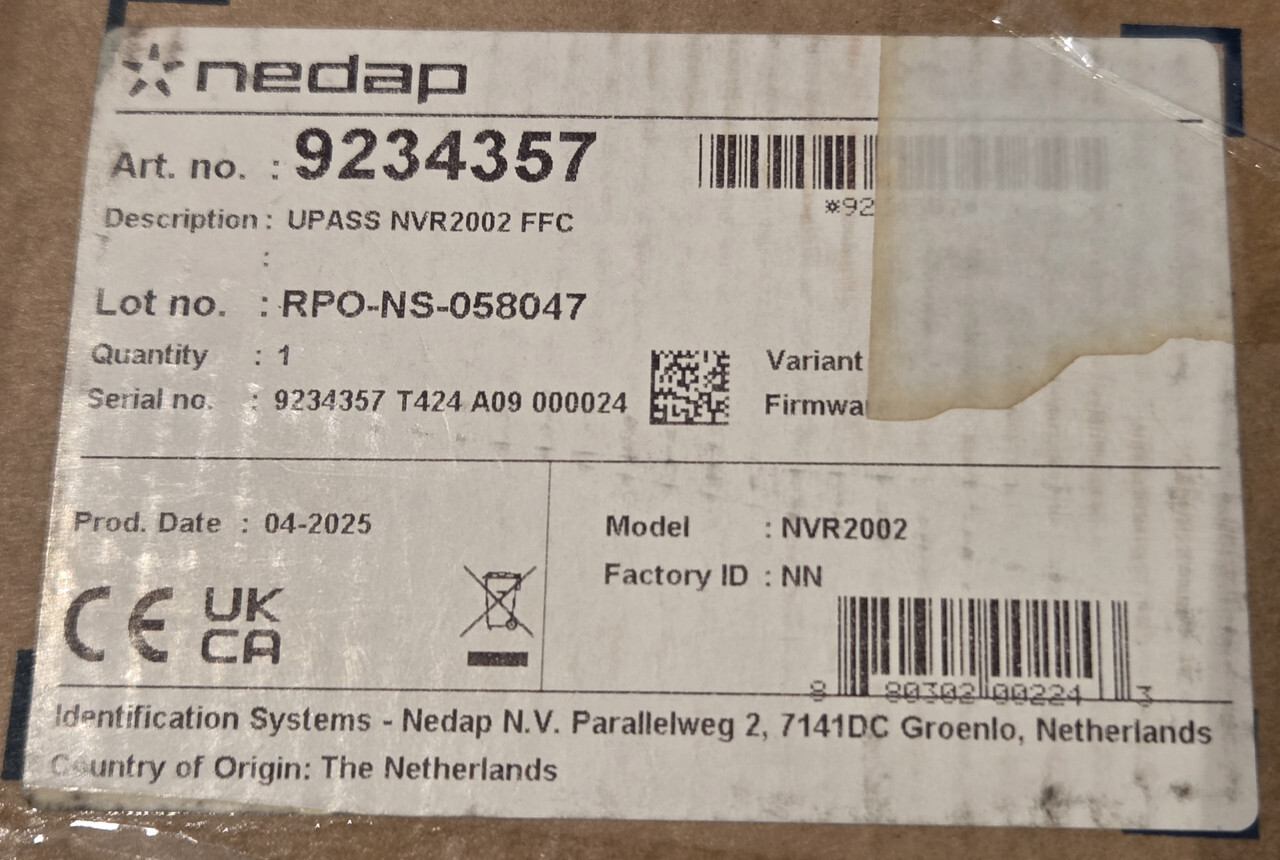 nedap
Art. no. : 9234357
*92
Description : UPASS NVR2002 FFC
:
Lot no. : RPO-NS-058047
Quantity : 1
Variant
Serial no. : 9234357 T424 A09 000024
Prod. Date : 04-2025
Model : NVR2002
Factory ID : NN
CE UK CA
8 80302 00224 3
Identification Systems - Nedap N.V. Parallelweg 2, 7141DC Groenlo, Netherlands
Country of Origin: The Netherlands